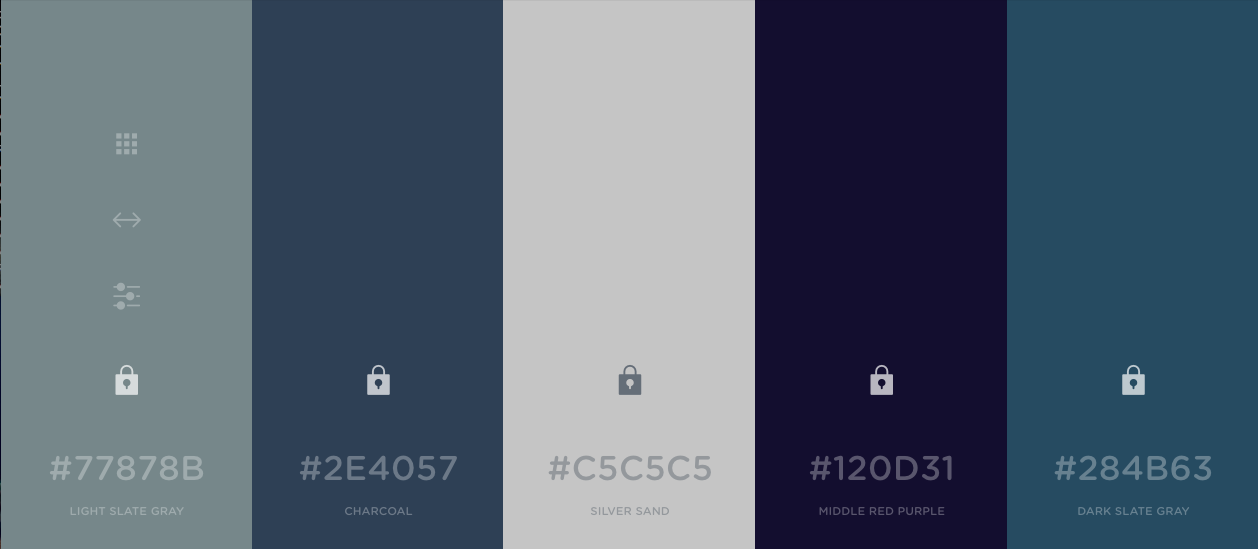 #77878B
LIGHT SLATE GRAY
#2E4057
CHARCOAL
#C5C5C5
SILVER SAND
#120D31
MIDDLE RED PURPLE
#284B63
DARK SLATE GRAY